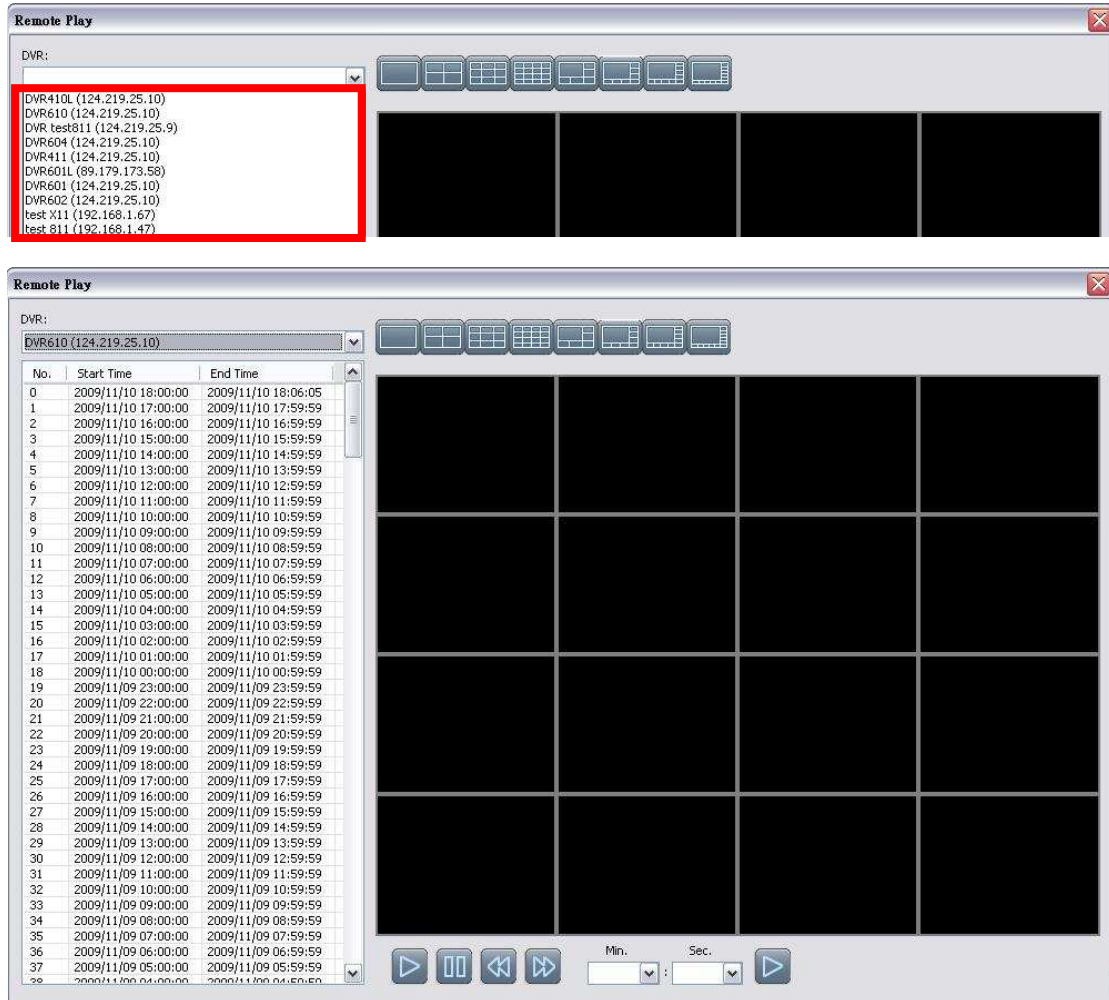 Remote Play
DVR:
DVR410L (124.219.25.10)
DVR610 (124.219.25.10)
DVR test811 (124.219.25.9)
DVR604 (124.219.25.10)
DVR411 (124.219.25.10)
DVR601L (89.179.173.58)
DVR601 (124.219.25.10)
DVR602 (124.219.25.10)
test X11 (192.168.1.67)
test 811 (192.168.1.47)
Remote Play
DVR:
DVR610 (124.219.25.10)
No. Start Time End Time
0 2009/11/10 18:00:00 2009/11/10 18:06:05
1 2009/11/10 17:00:00 2009/11/10 17:59:59
2 2009/11/10 16:00:00 2009/11/10 16:59:59
3 2009/11/10 15:00:00 2009/11/10 15:59:59
4 2009/11/10 14:00:00 2009/11/10 14:59:59
5 2009/11/10 13:00:00 2009/11/10 13:59:59
6 2009/11/10 12:00:00 2009/11/10 12:59:59
7 2009/11/10 11:00:00 2009/11/10 11:59:59
8 2009/11/10 10:00:00 2009/11/10 10:59:59
9 2009/11/10 09:00:00 2009/11/10 09:59:59
10 2009/11/10 08:00:00 2009/11/10 08:59:59
11 2009/11/10 07:00:00 2009/11/10 07:59:59
12 2009/11/10 06:00:00 2009/11/10 06:59:59
13 2009/11/10 05:00:00 2009/11/10 05:59:59
14 2009/11/10 04:00:00 2009/11/10 04:59:59
15 2009/11/10 03:00:00 2009/11/10 03:59:59
16 2009/11/10 02:00:00 2009/11/10 02:59:59
17 2009/11/10 01:00:00 2009/11/10 01:59:59
18 2009/11/10 00:00:00 2009/11/10 00:59:59
19 2009/11/09 23:00:00 2009/11/09 23:59:59
20 2009/11/09 22:00:00 2009/11/09 22:59:59
21 2009/11/09 21:00:00 2009/11/09 21:59:59
22 2009/11/09 20:00:00 2009/11/09 20:59:59
23 2009/11/09 19:00:00 2009/11/09 19:59:59
24 2009/11/09 18:00:00 2009/11/09 18:59:59
25 2009/11/09 17:00:00 2009/11/09 17:59:59
26 2009/11/09 16:00:00 2009/11/09 16:59:59
27 2009/11/09 15:00:00 2009/11/09 15:59:59
28 2009/11/09 14:00:00 2009/11/09 14:59:59
29 2009/11/09 13:00:00 2009/11/09 13:59:59
30 2009/11/09 12:00:00 2009/11/09 12:59:59
31 2009/11/09 11:00:00 2009/11/09 11:59:59
32 2009/11/09 10:00:00 2009/11/09 10:59:59
33 2009/11/09 09:00:00 2009/11/09 09:59:59
34 2009/11/09 08:00:00 2009/11/09 08:59:59
35 2009/11/09 07:00:00 2009/11/09 07:59:59
36 2009/11/09 06:00:00 2009/11/09 06:59:59
37 2009/11/09 05:00:00 2009/11/09 05:59:59
Min. Sec.
: